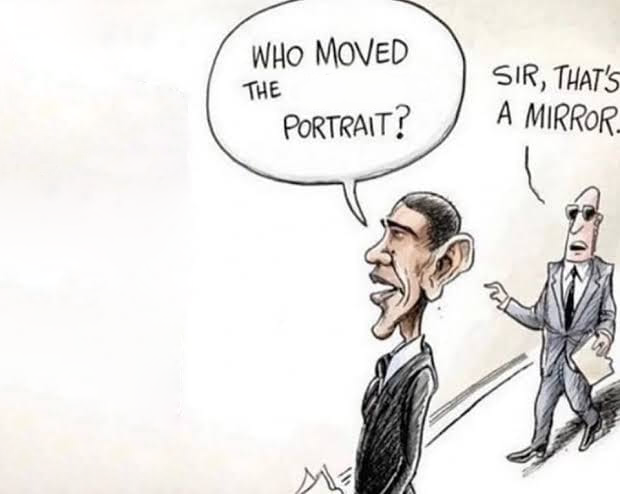 WHO MOVED
THE
PORTRAIT?
SIR, THAT'S
A MIRROR.